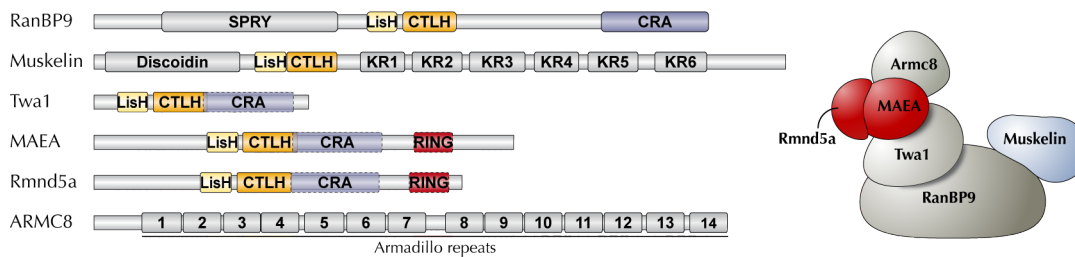 RanBP9 SPRY LisH CTLH CRA
Muskelin Discoidin LisH CTLH KR1 KR2 KR3 KR4 KR5 KR6
Twa1 LisH CTLH CRA
MAEA LisH CTLH CRA RING
Rmnd5a LisH CTLH CRA RING
ARMC8 1 2 3 4 5 6 7 8 9 10 11 12 13 14
Armadillo repeats
Armc8
MAEA
Rmnd5a
Muskelin
Twa1
RanBP9